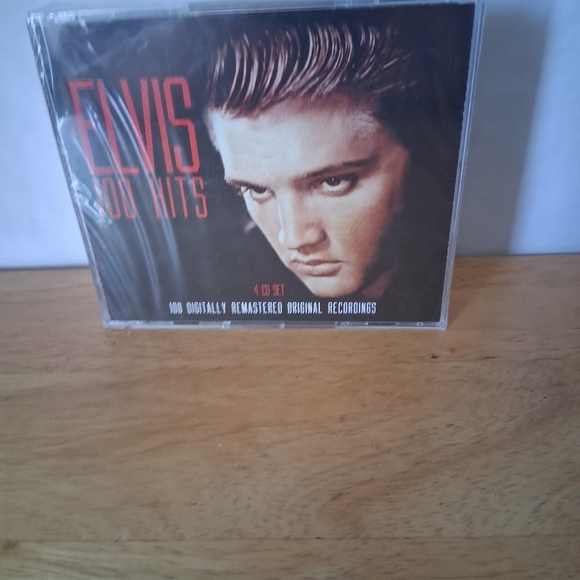 ELVIS
100 HITS
4 CD SET
100 DIGITALLY REMASTERED ORIGINAL RECORDINGS